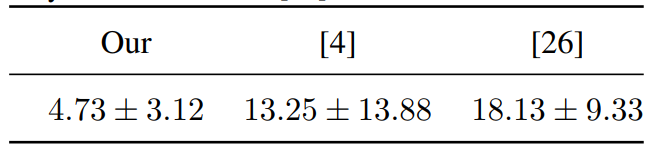 Our [4] [26]
4.73 ± 3.12 13.25 ± 13.88 18.13 ± 9.33